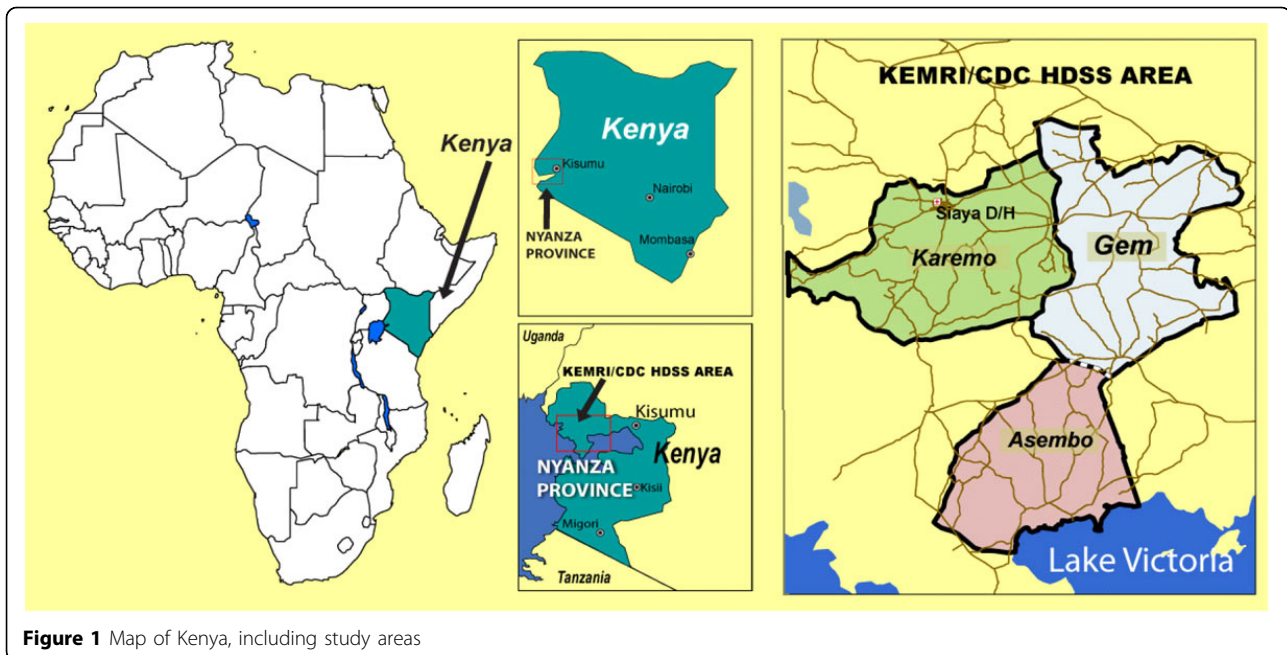 Kenya
Kenya
Kisumu
Nairobi
Mombasa
NYANZA
PROVINCE
Uganda
KEMRI/CDC HDSS AREA
Kisumu
Kenya
NYANZA
PROVINCE
Kisii
Migori
Tanzania
KEMRI/CDC HDSS AREA
Siaya D/H
Karemo
Gem
Asembo
Lake Victoria
Figure 1 Map of Kenya, including study areas